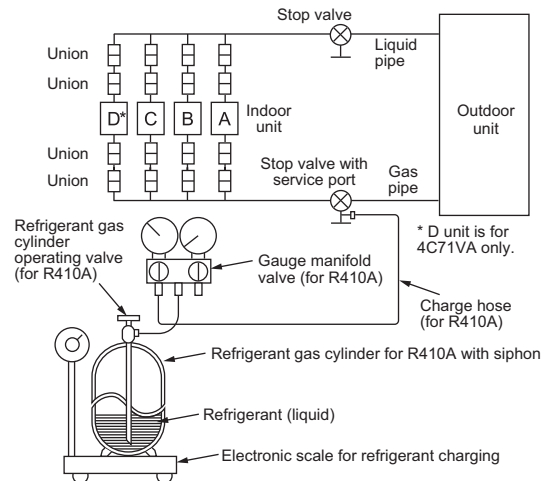 Stop valve
Union
Liquid
pipe
Union
D*
C
B
A
Indoor
unit
Outdoor
unit
Union
Stop valve with
service port
Gas
pipe
Union
Refrigerant gas
cylinder
operating valve
(for R410A)
* D unit is for
4C71VA only.
Gauge manifold
valve (for R410A)
Charge hose
(for R410A)
Refrigerant gas cylinder for R410A with siphon
Refrigerant (liquid)
Electronic scale for refrigerant charging